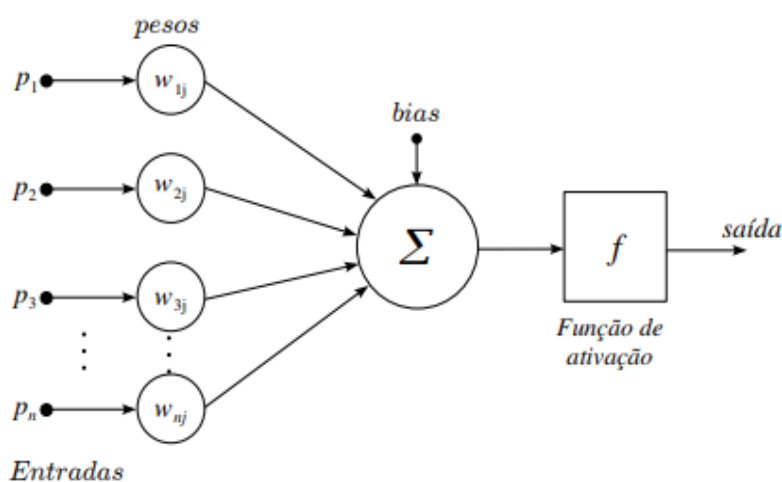 pesos
p1
w1j
bias
p2
w2j
Σ
f
saída
p3
w3j
Função de
ativação
pn
wnj
Entradas